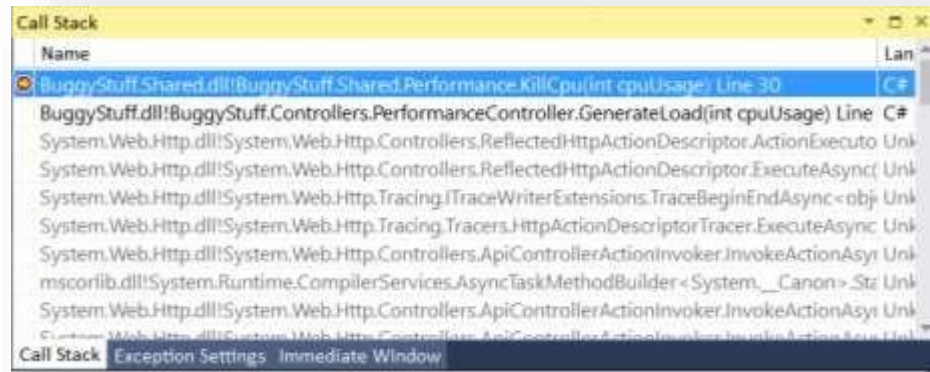 Call Stack
Name Lan
BuggyStuff.Shared.dll!BuggyStuff.Shared.Performance.KillCpu(int cpuUsage) Line 30 C#
BuggyStuff.dll!BuggyStuff.Controllers.PerformanceController.GenerateLoad(int cpuUsage) Line C#
System.Web.Http.dll!System.Web.Http.Controllers.ReflectedHttpActionDescriptor.ActionExecuto Unk
System.Web.Http.dll!System.Web.Http.Controllers.ReflectedHttpActionDescriptor.ExecuteAsync( Unk
System.Web.Http.dll!System.Web.Http.Tracing.ITraceWriterExtensions.TraceBeginEndAsync<obje Unk
System.Web.Http.dll!System.Web.Http.Tracing.Tracers.HttpActionDescriptorTracer.ExecuteAsync Unk
System.Web.Http.dll!System.Web.Http.Controllers.ApiControllerActionInvoker.InvokeActionAsyn Unk
mscorlib.dll!System.Runtime.CompilerServices.AsyncTaskMethodBuilder<System.__Canon>.Sta Unk
System.Web.Http.dll!System.Web.Http.Controllers.ApiControllerActionInvoker.InvokeActionAsyn Unk
Call Stack Exception Settings Immediate Window